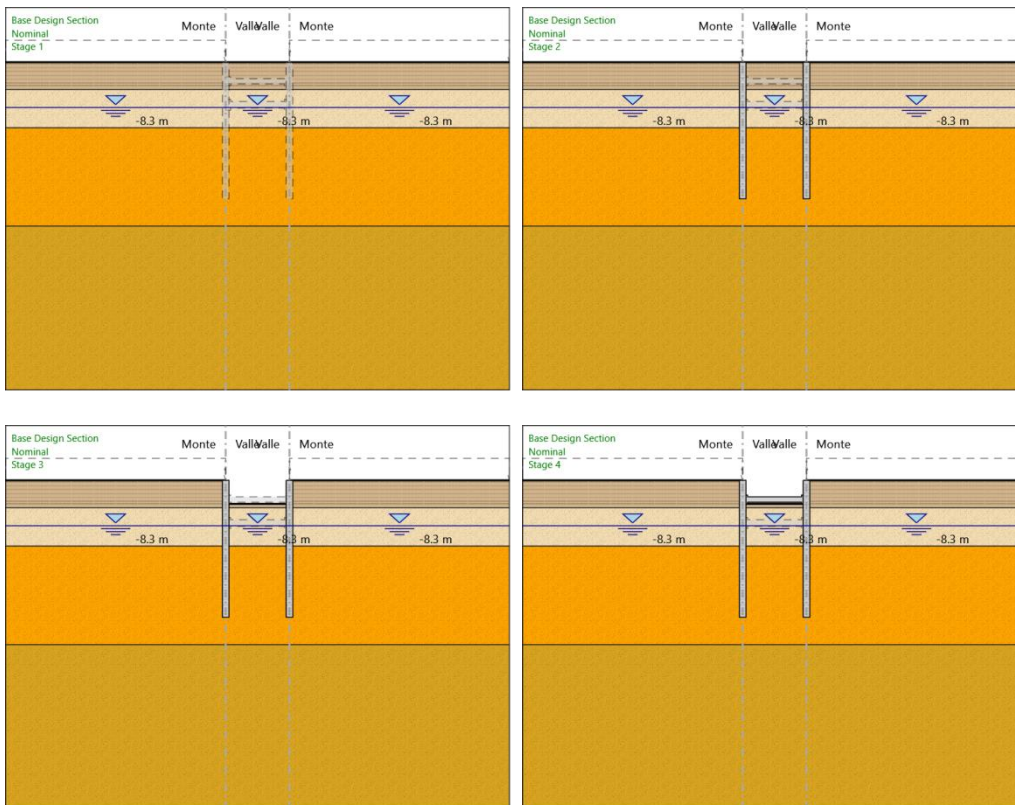 Base Design Section
Nominal
Stage 1
Monte
Valle
Valle
Monte
-8.3 m
-8.3 m
-8.3 m
Base Design Section
Nominal
Stage 2
Monte
Valle
Valle
Monte
-8.3 m
-8.3 m
-8.3 m
Base Design Section
Nominal
Stage 3
Monte
Valle
Valle
Monte
-8.3 m
-8.3 m
-8.3 m
Base Design Section
Nominal
Stage 4
Monte
Valle
Valle
Monte
-8.3 m
-8.3 m
-8.3 m